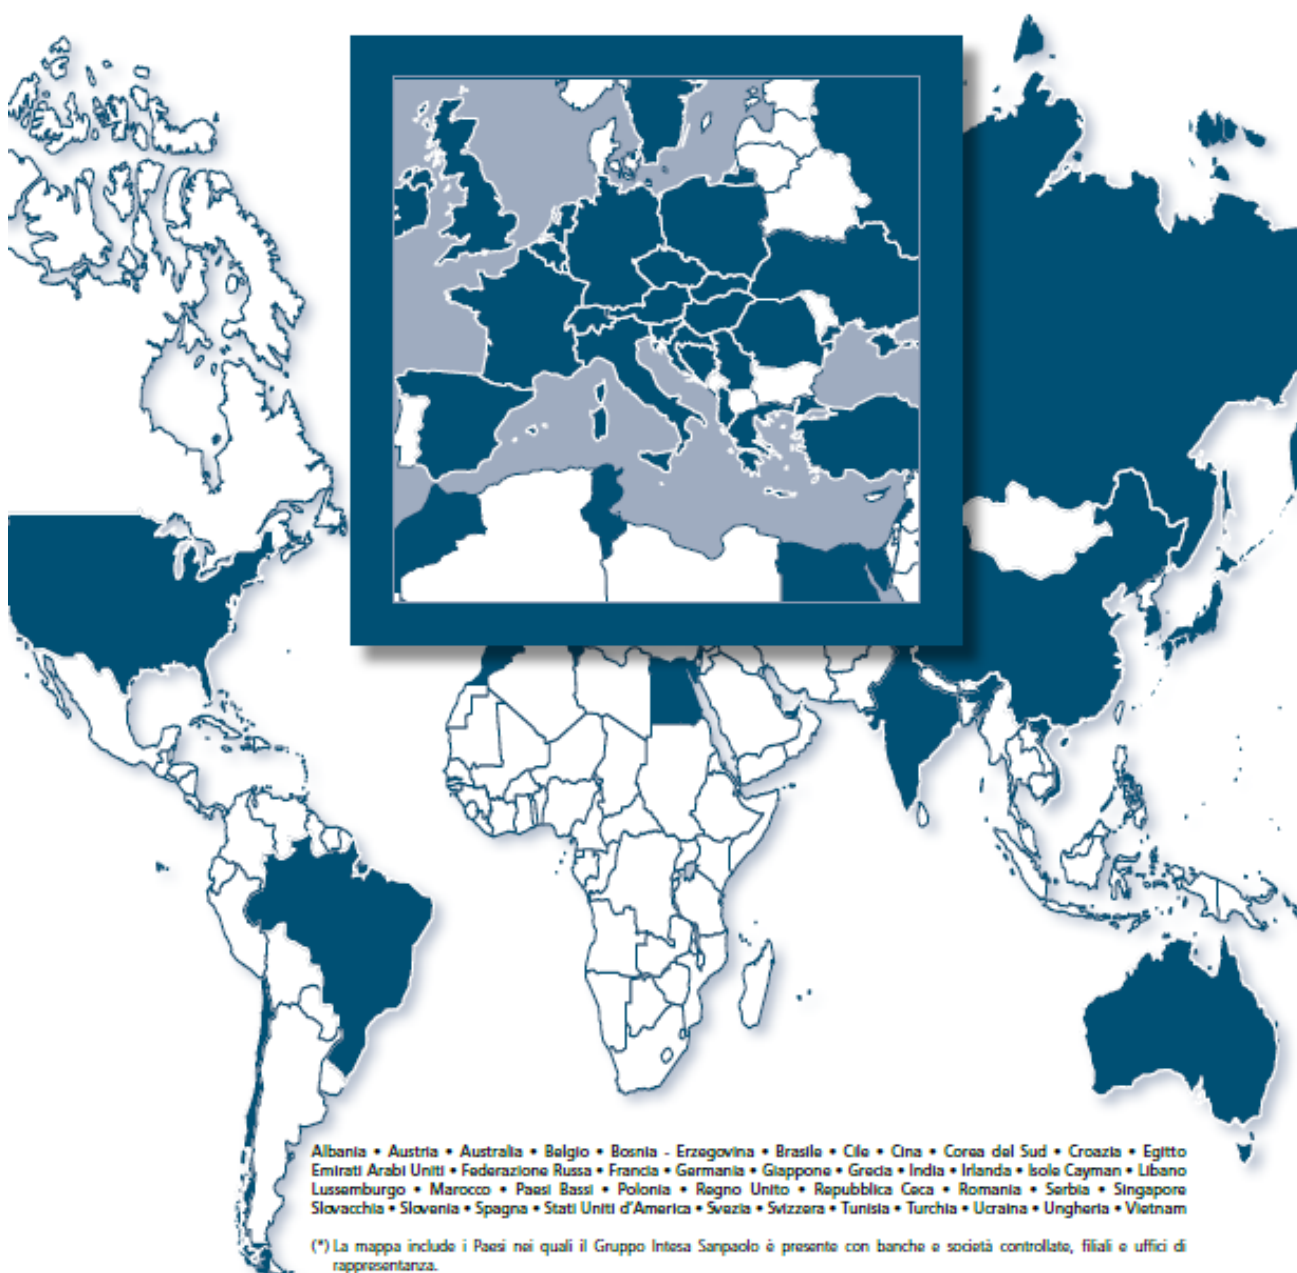 Albania • Austria • Australia • Belgio • Bosnia - Erzegovina • Brasile • Cile • Cina • Corea del Sud • Croazia • Egitto
Emirati Arabi Uniti • Federazione Russa • Francia • Germania • Giappone • Grecia • India • Irlanda • Isole Cayman • Libano
Lussemburgo • Marocco • Paesi Bassi • Polonia • Regno Unito • Repubblica Ceca • Romania • Serbia • Singapore
Slovacchia • Slovenia • Spagna • Stati Uniti d'America • Svezia • Svizzera • Tunisia • Turchia • Ucraina • Ungheria • Vietnam
(*) La mappa include i Paesi nei quali il Gruppo Intesa Sanpaolo è presente con banche e società controllate, filiali e uffici di
rappresentanza.